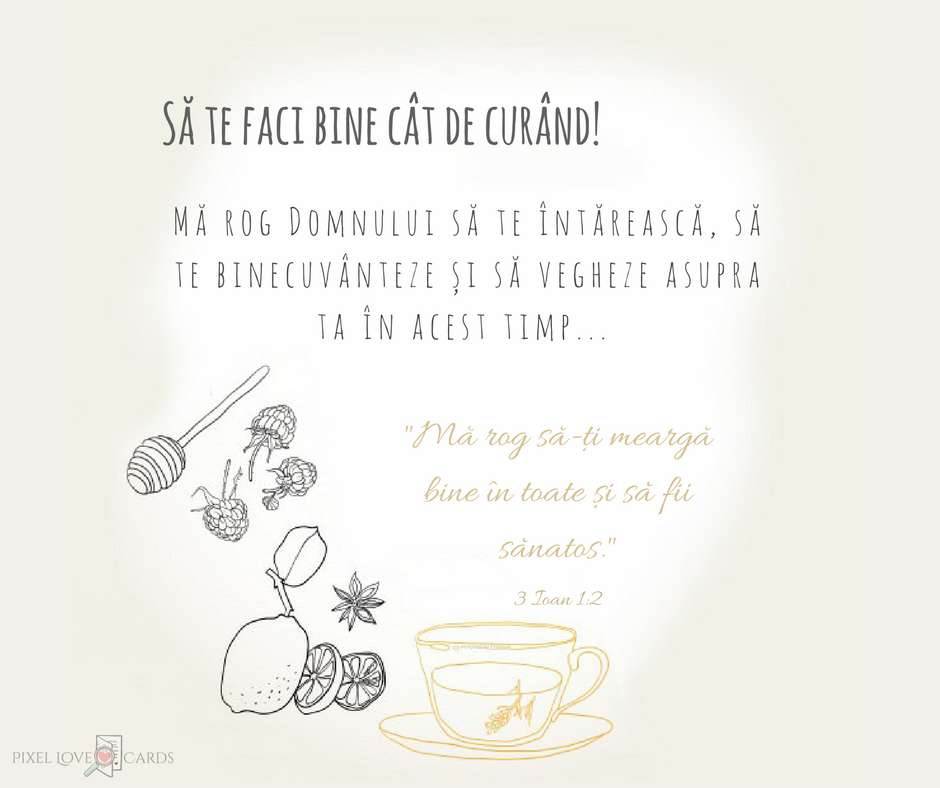 Să te faci bine cât de curând!
Mă rog Domnului să te întărească, să
te binecuvânteze și să vegheze asupra
ta în acest timp...
"Mă rog să-ți meargă
bine în toate și să fii
sănatos."
3 Ioan 1:2
PIXEL LOVE CARDS